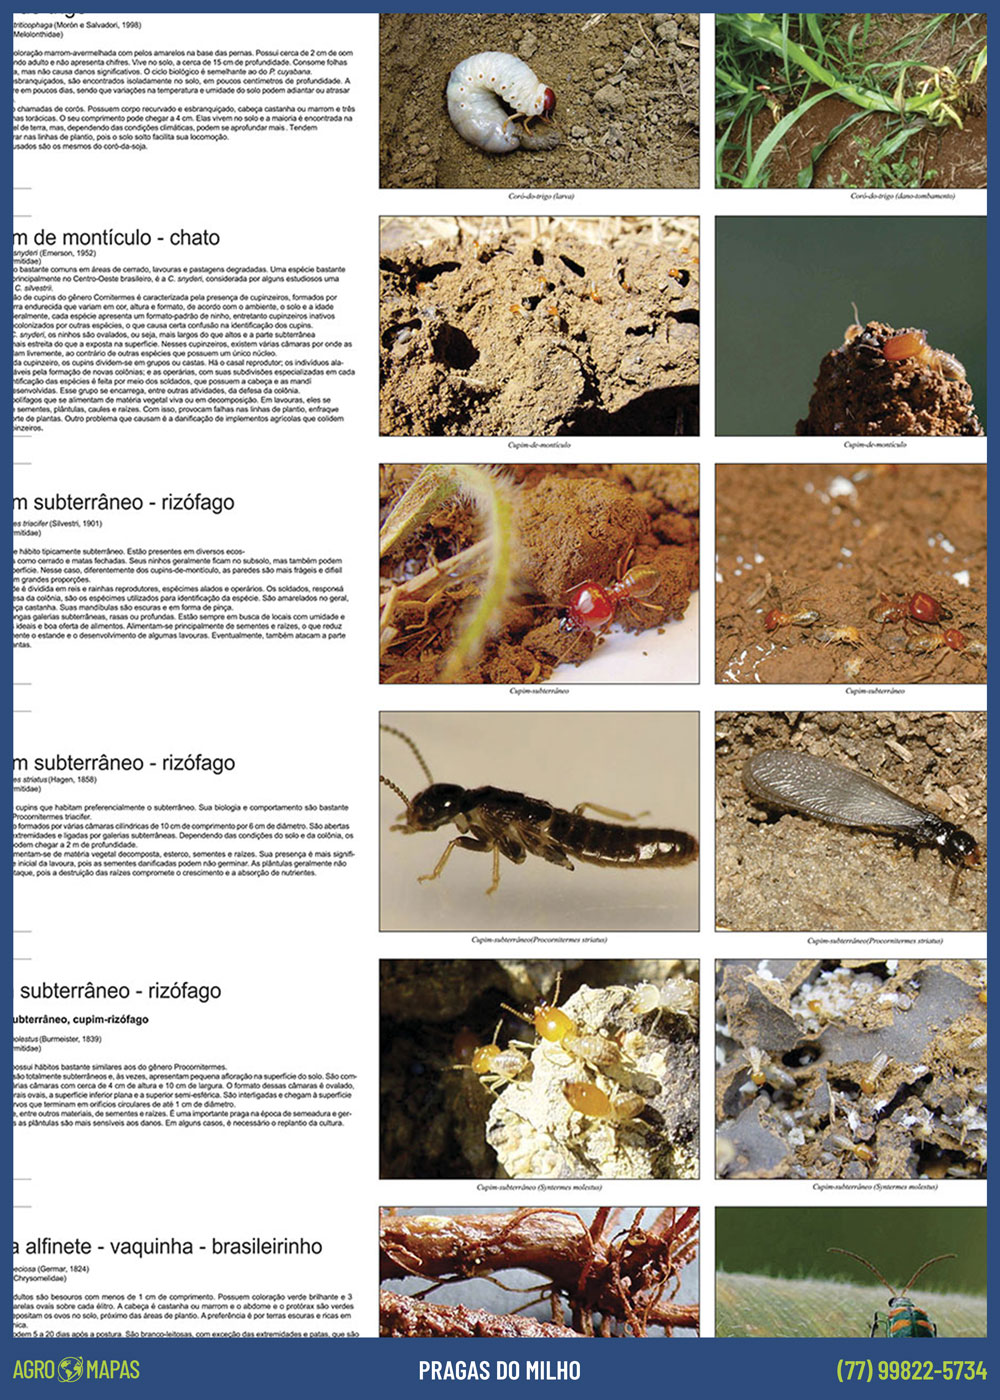 triticophaga (Morón e Salvadori, 1998)
Melolonthidae)
oloração marrom-avermelhada com pelos amarelos na base das pernas. Possui cerca de 2 cm de com
ndo adulto e não apresenta chifres. Vive no solo, a cerca de 15 cm de profundidade. Consome folhas
a, mas não causa danos significativos. O ciclo biológico é semelhante ao do P. cuyabana.
sbranquiçados, são encontrados isoladamente no solo, em poucos centímetros de profundidade. A
re em poucos dias, sendo que variações na temperatura e umidade do solo podem adiantar ou atrasar
chamadas de corós. Possuem corpo recurvado e esbranquiçado, cabeça castanha ou marrom e três
nas torácicas. O seu comprimento pode chegar a 4 cm. Elas vivem no solo e a maioria é encontrada na
el de terra, mas, dependendo das condições climáticas, podem se aprofundar mais . Tendem
rar nas linhas de plantio, pois o solo solto facilita sua locomoção.
usados são os mesmos do coró-da-soja.
Coró-do-trigo (larva)
Coró-do-trigo (dano-tombamento)
m de montículo - chato
snyderi (Emerson, 1952)
rmitidae)
o bastante comuns em áreas de cerrado, lavouras e pastagens degradadas. Uma espécie bastante
principalmente no Centro-Oeste brasileiro, é a C. snyderi, considerada por alguns estudiosos uma
C. silvestrii.
ão de cupins do gênero Cornitermes é caracterizada pela presença de cupinzeiros, formados por
rra endurecida que variam em cor, altura e formato, de acordo com o ambiente, o solo e a idade
eralmente, cada espécie apresenta um formato-padrão de ninho, entretanto cupinzeiros inativos
ocolonizados por outras espécies, o que causa certa confusão na identificação dos cupins.
C. snyderi, os ninhos são ovalados, ou seja, mais largos do que altos e a parte subterrânea
nais estreita do que a exposta na superfície. Nesses cupinzeiros, existem várias câmaras por onde as
lam livremente, ao contrário de outras espécies que possuem um único núcleo.
da cupinzeiro, os cupins dividem-se em grupos ou castas. Há o casal reprodutor; os indivíduos ala-
áveis pela formação de novas colônias; e as operárias, com suas subdivisões especializadas em cada
ntificação das espécies é feita por meio dos soldados, que possuem a cabeça e as mandí
esenvolvidas. Esse grupo se encarrega, entre outras atividades, da defesa da colônia.
polífagos que se alimentam de matéria vegetal viva ou em decomposição. Em lavouras, eles se
sementes, plântulas, caules e raízes. Com isso, provocam falhas nas linhas de plantio, enfraque
orte de plantas. Outro problema que causam é a danificação de implementos agrícolas que colidem
pinzeiros.
Cupim-de-montículo
Cupim-de-montículo
m subterrâneo - rizófago
es triacifer (Silvestri, 1901)
rmitidae)
e hábito tipicamente subterrâneo. Estão presentes em diversos ecos-
s como cerrado e matas fechadas. Seus ninhos geralmente ficam no subsolo, mas também podem
perfície. Nesse caso, diferentemente dos cupins-de-montículo, as paredes são mais frágeis e difiell
m grandes proporções.
de é dividida em reis e rainhas reprodutores, espécimes alados e operários. Os soldados, responsá
esa da colônia, são os espécimes utilizados para identificação da espécie. São amarelados no geral,
eça castanha. Suas mandíbulas são escuras e em forma de pinça.
ongas galerias subterrâneas, rasas ou profundas. Estão sempre em busca de locais com umidade e
s ideais e boa oferta de alimentos. Alimentam-se principalmente de sementes e raízes, o que reduz
ente o estande e o desenvolvimento de algumas lavouras. Eventualmente, também atacam a parte
antas.
Cupim-subterrâneo
Cupim-subterrâneo
m subterrâneo - rizófago
es striatus (Hagen, 1858)
rmitidae)
cupins que habitam preferencialmente o subterrâneo. Sua biologia e comportamento são bastante
Procornitermes triacifer.
o formados por várias câmaras cilíndricas de 10 cm de comprimento por 6 cm de diâmetro. São abertas
xtremidades e ligadas por galerias subterrâneas. Dependendo das condições do solo e da colônia, os
odem chegar a 2 m de profundidade.
mentam-se de matéria vegetal decomposta, esterco, sementes e raízes. Sua presença é mais signifi-
e inicial da lavoura, pois as sementes danificadas podem não germinar. As plântulas geralmente não
taque, pois a destruição das raízes compromete o crescimento e a absorção de nutrientes.
Cupim-subterrâneo(Procornitermes striatus)
Cupim-subterrâneo(Procornitermes striatus)
subterrâneo - rizófago
ubterrâneo, cupim-rizófago
olestus (Burmeister, 1839)
rmitidae)
possui hábitos bastante similares aos do gênero Procornitermes.
são totalmente subterrâneos e, às vezes, apresentam pequena afloração na superfície do solo. São com-
árias câmaras com cerca de 4 cm de altura e 10 cm de largura. O formato dessas câmaras é ovalado,
rais ovais, a superfície inferior plana e a superior semi-esférica. São interligadas e chegam à superfície
rvos que terminam em orifícios circulares de até 1 cm de diâmetro.
e, entre outros materiais, de sementes e raízes. É uma importante praga na época de semeadura e ger-
s as plântulas são mais sensíveis aos danos. Em alguns casos, é necessário o replantio da cultura.
Cupim-subterrâneo (Syntermes molestus)
Cupim-subterrâneo (Syntermes molestus)
a alfinete - vaquinha - brasileirinho
eciosa (Germar, 1824)
Chrysomelidae)
dultos são besouros com menos de 1 cm de comprimento. Possuem coloração verde brilhante e 3
arelas ovais sobre cada élitro. A cabeça é castanha ou marrom e o abdome e o protórax são verdes
epositam os ovos no solo, próximo das áreas de plantio. A preferência é por terras escuras e ricas em
odem 5 a 20 dias após a postura. São branco-leitosas, com exceção das extremidades e patas, que são
AGRO MAPAS
PRAGAS DO MILHO
(77) 99822-5734